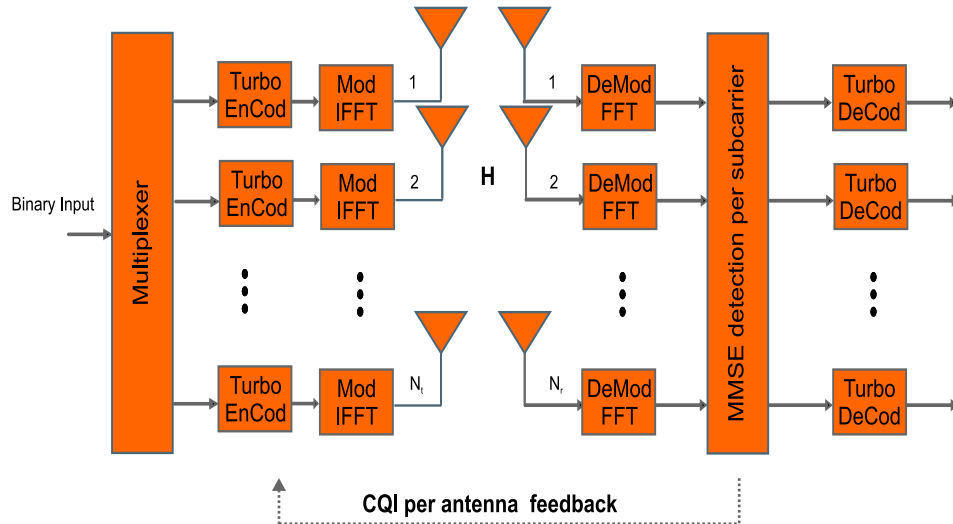 Binary Input
Multiplexer
Turbo
EnCod
Mod
IFFT
1
1
DeMod
FFT
Turbo
DeCod
Turbo
EnCod
Mod
IFFT
2
H
2
DeMod
FFT
Turbo
DeCod
Turbo
EnCod
Mod
IFFT
Nt
Nr
DeMod
FFT
MMSE detection per subcarrier
Turbo
DeCod
CQI per antenna feedback